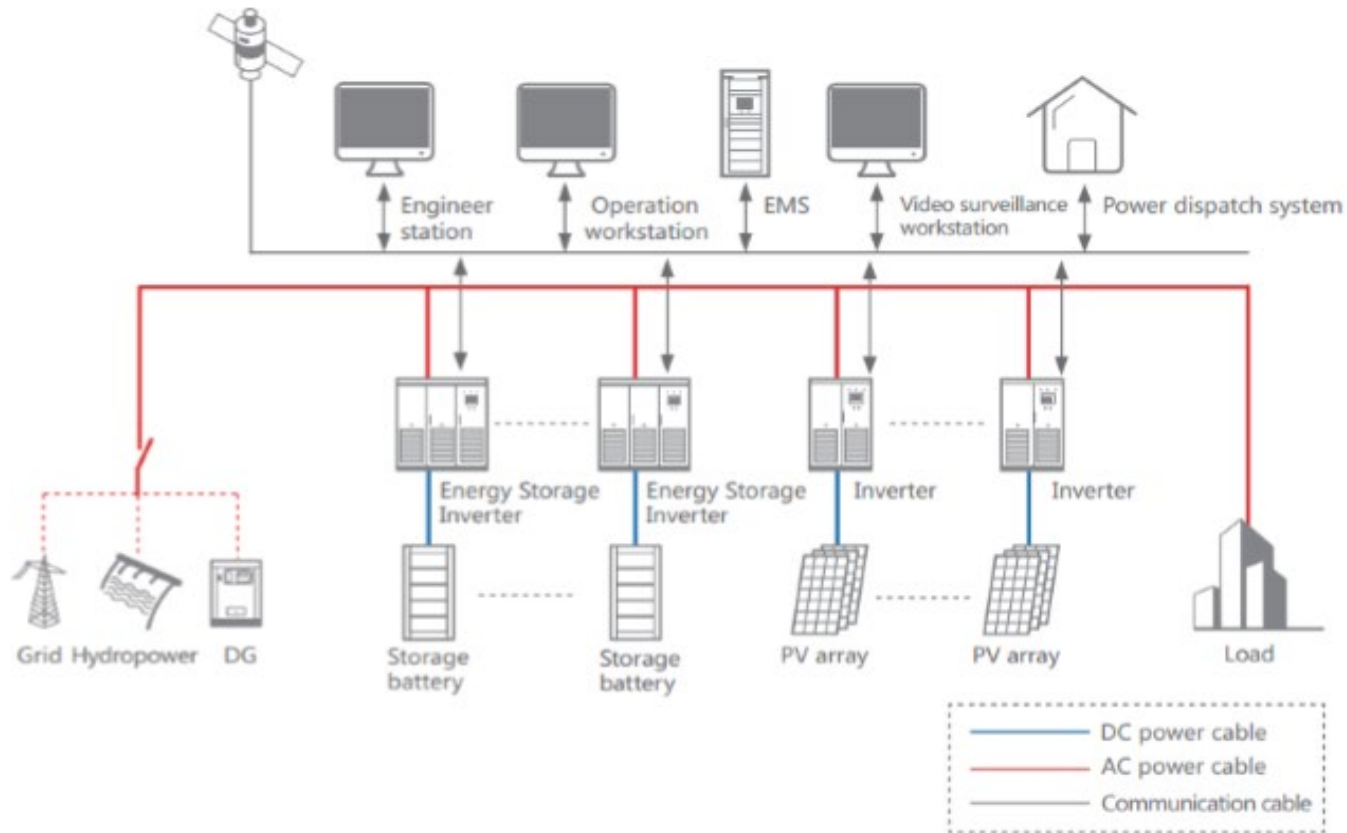 Engineer
station
Operation
workstation
EMS
Video surveillance
workstation
Power dispatch system
Energy Storage
Inverter
Energy Storage
Inverter
Inverter
Inverter
Grid
Hydropower
DG
Storage
battery
Storage
battery
PV array
PV array
Load
DC power cable
AC power cable
Communication cable